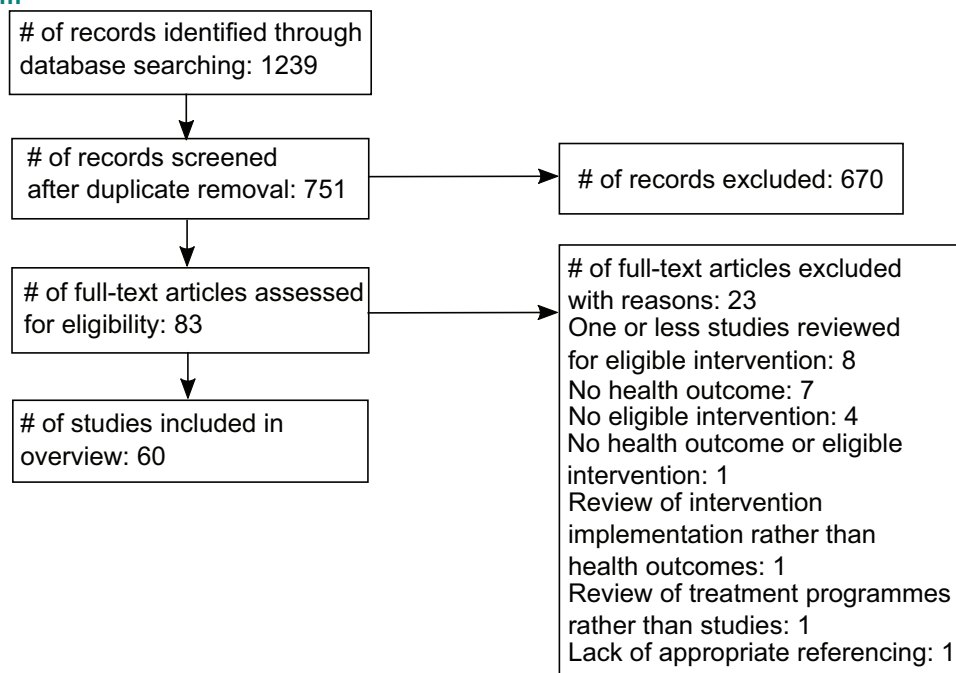 # of records identified through
database searching: 1239
# of records screened
after duplicate removal: 751
# of records excluded: 670
# of full-text articles assessed
for eligibility: 83
# of full-text articles excluded
with reasons: 23
One or less studies reviewed
for eligible intervention: 8
No health outcome: 7
No eligible intervention: 4
No health outcome or eligible
intervention: 1
Review of intervention
implementation rather than
health outcomes: 1
Review of treatment programmes
rather than studies: 1
Lack of appropriate referencing: 1
# of studies included in
overview: 60